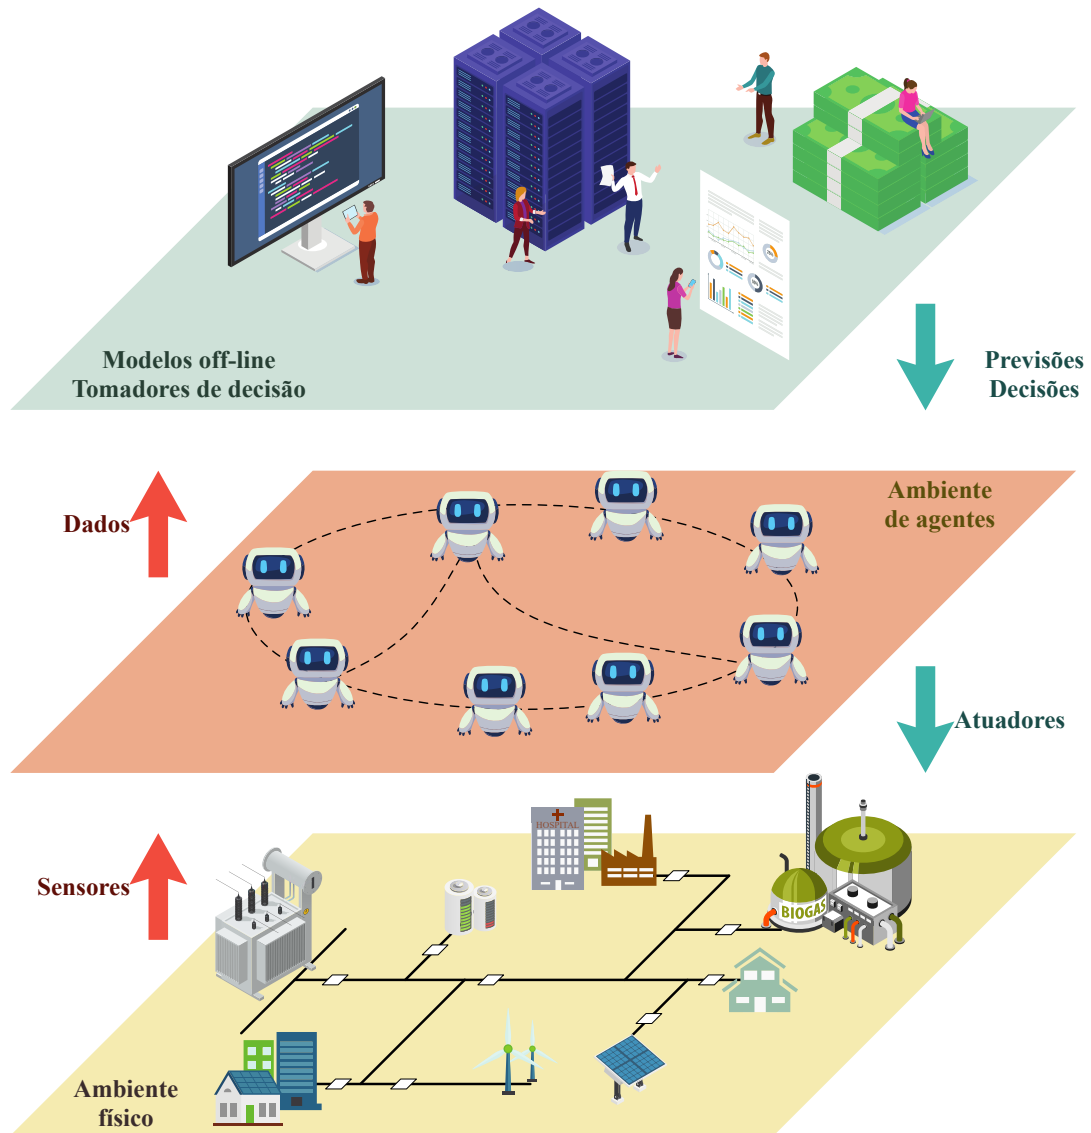 Modelos off-line
Tomadores de decisão
Previsões
Decisões
Dados
Ambiente
de agentes
Atuadores
Sensores
HOSPITAL
BIOGAS
Ambiente
físico